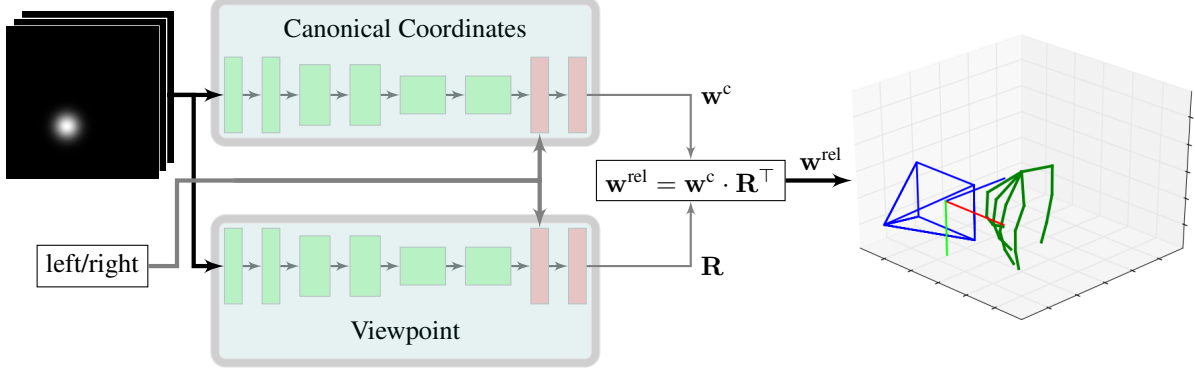 Canonical Coordinates
w^c
w^rel = w^c · R^⊤
w^rel
left/right
R
Viewpoint